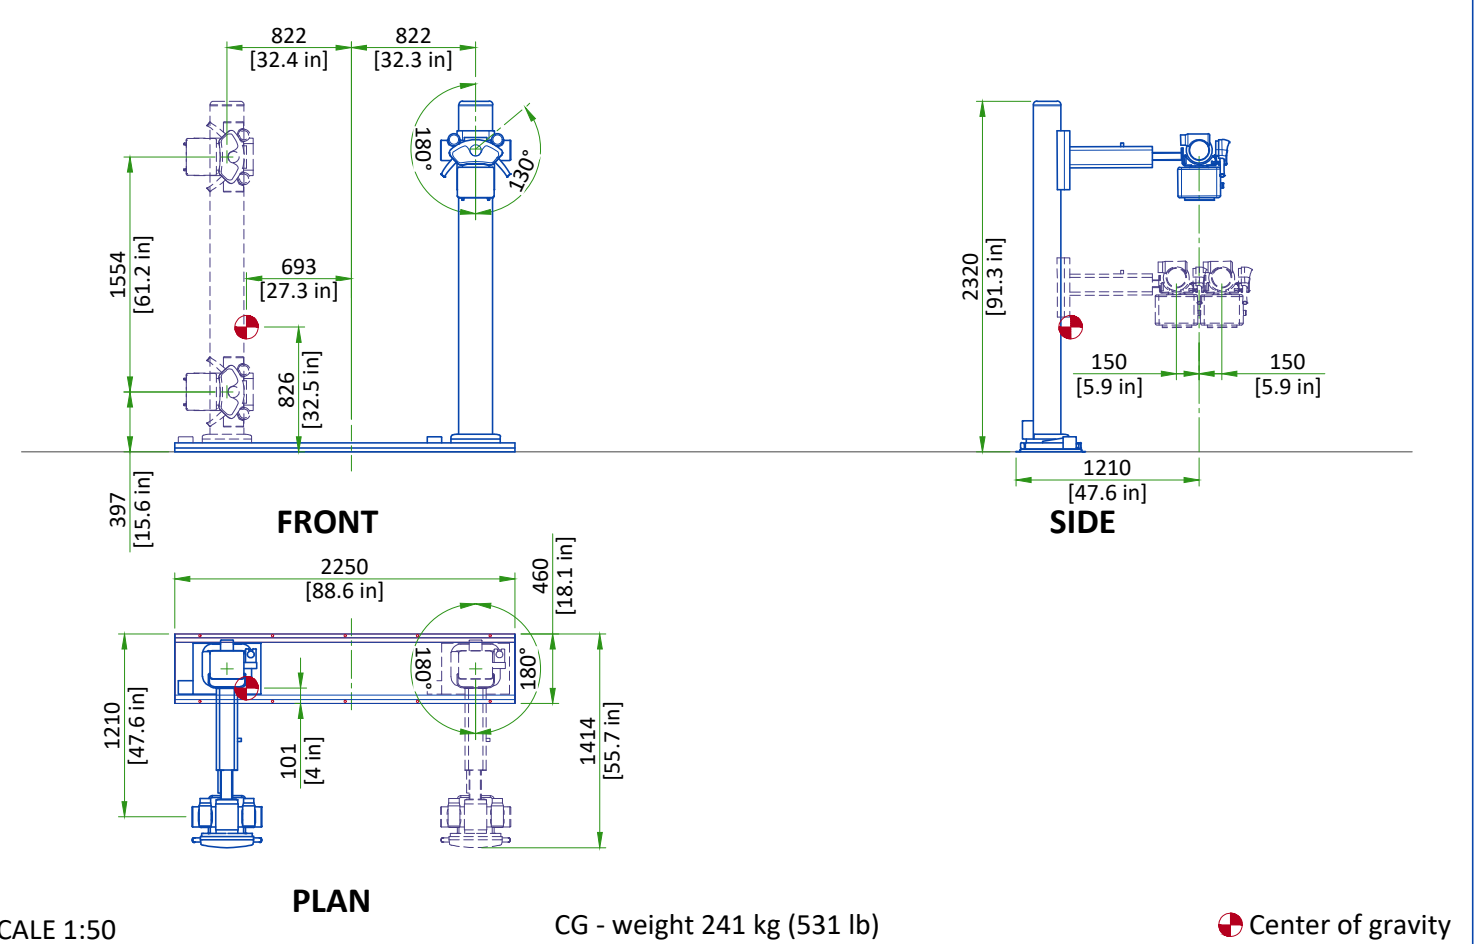 822
[32.4 in]
822
[32.3 in]
180°
130°
1554
[61.2 in]
693
[27.3 in]
826
[32.5 in]
397
[15.6 in]
FRONT
2320
[91.3 in]
150
[5.9 in]
150
[5.9 in]
1210
[47.6 in]
SIDE
2250
[88.6 in]
460
[18.1 in]
180°
180°
1210
[47.6 in]
101
[4 in]
1414
[55.7 in]
PLAN
CALE 1:50
CG - weight 241 kg (531 lb)
Center of gravity